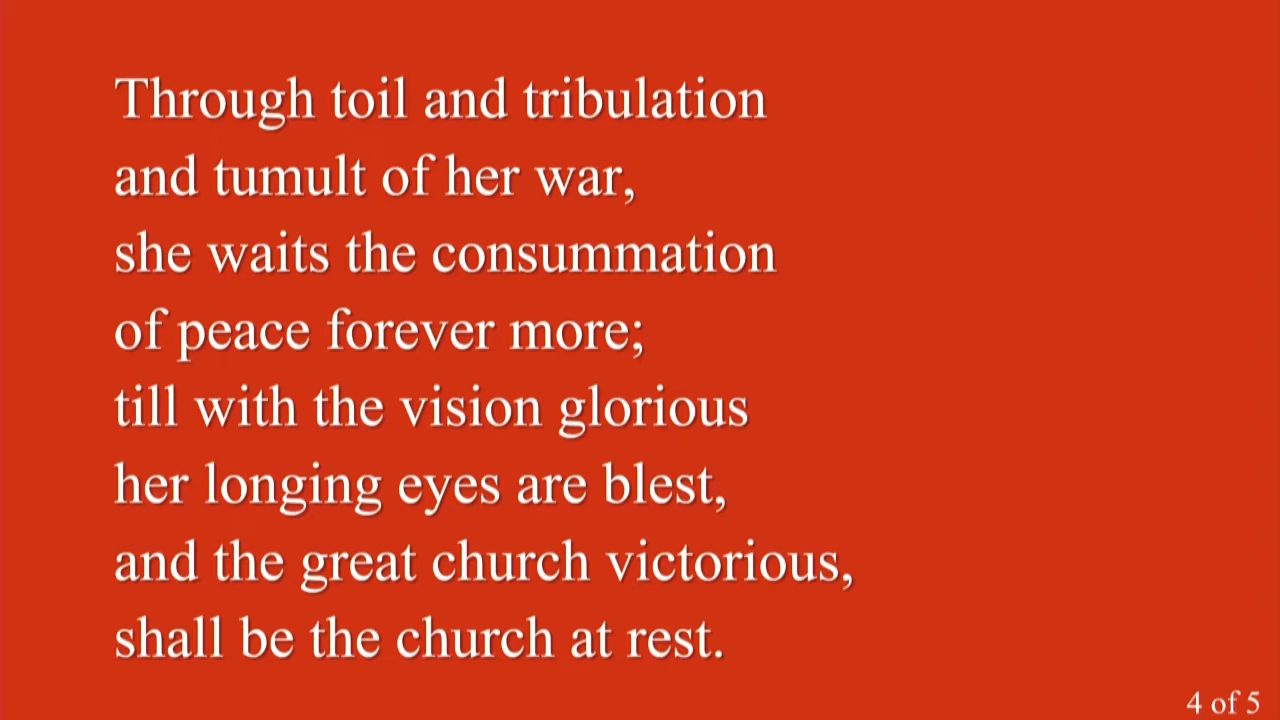 Through toil and tribulation
and tumult of her war,
she waits the consummation
of peace forever more;
till with the vision glorious
her longing eyes are blest,
and the great church victorious,
shall be the church at rest.
4 of 5